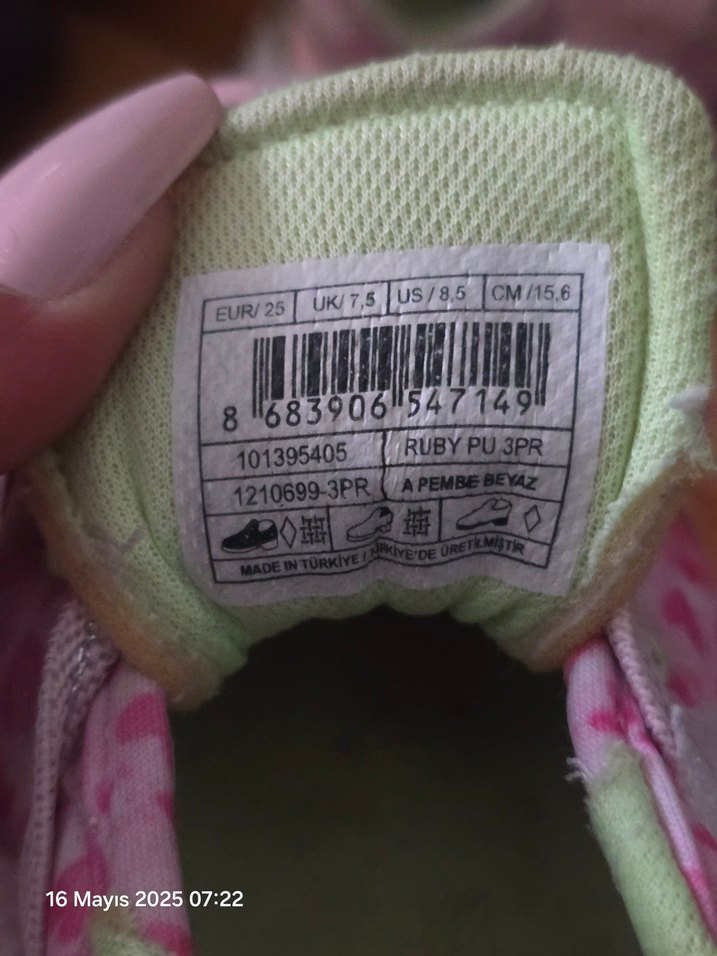 EUR/ 25 UK/ 7,5 US / 8,5 CM /15,6
8 683906 547149
101395405 RUBY PU 3PR
1210699-3PR A PEMBE BEYAZ
MADE IN TÜRKİYE / TÜRKİYE'DE ÜRETİLMİŞTİR
16 Mayıs 2025 07:22